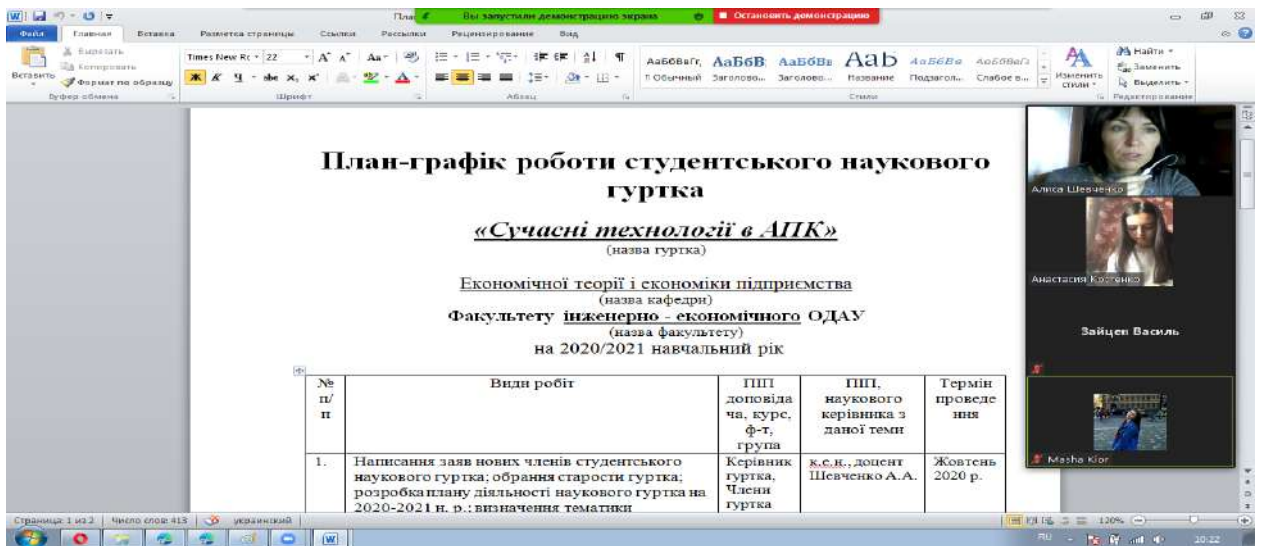 План
Вы запустили демонстрацию экрана
Остановить демонстрацию
Файл Главная Вставка Разметка страницы Ссылки Рассылки Рецензирование Вид
Вставить
Вырезать
Копировать
Формат по образцу
Буфер обмена
Times New Rc 22
Ж К Ч abc x, x'
Шрифт
Абзац
АаБбВвГг, АаБбВ АаБбВв АаБ АаБбВв АаБбВвГг
¶ Обычный Заголово... Заголово... Название Подзагол... Слабое в...
Стили
Изменить стили
Найти
Заменить
Выделить
Редактирование
План-графік роботи студентського наукового
гуртка
«Сучасні технології в АПК»
(назва гуртка)
Економічної теорії і економіки підприємства
(назва кафедри)
Факультету інженерно - економічного ОДАУ
(назва факультету)
на 2020/2021 навчальний рік
№ п/п
Види робіт
ПІП доповіда ча, курс, ф-т, група
ПІП, наукового керівника з даної теми
Термін проведе ння
1.
Написання заяв нових членів студентського
наукового гуртка; обрання старости гуртка;
розробка плану діяльності наукового гуртка на
2020-2021 н. р.; визначення тематики
Керівник гуртка, Члени гуртка
к.е.н., доцент Шевченко А.А.
Жовтень 2020 р.
Алиса Шевченко
Анастасия Костенко
Зайцев Василь
Masha Kior
Страница: 1 из 2 Число слов: 413 украинский
120%
RU 10:22